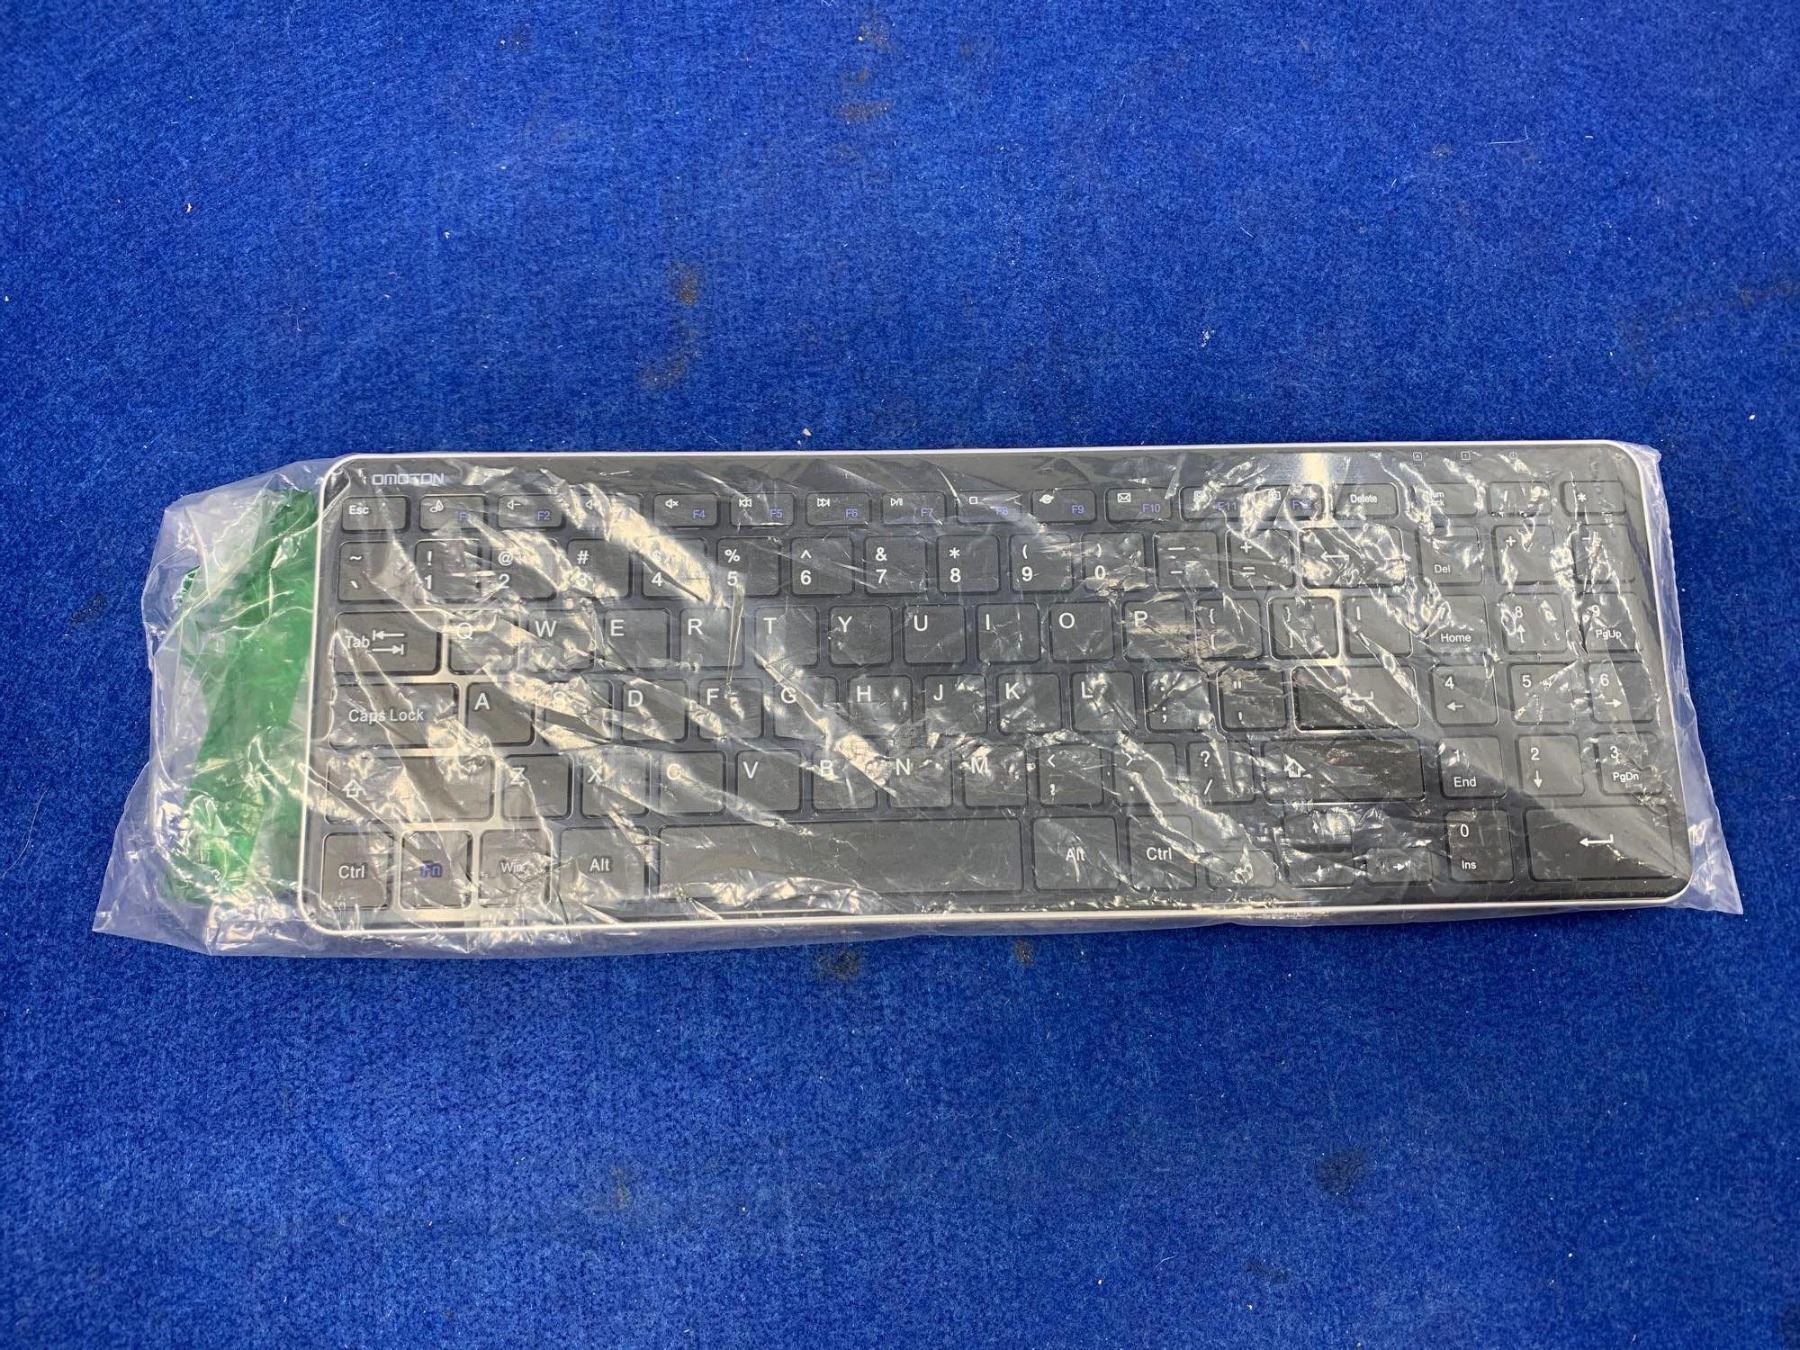 OMOTON
Esc F2 F4 F5 F6 F7 F8 F9 F10 F11 Delete / *
~ ! @ # % ^ & * ( ) — + +
` 1 2 3 4 5 6 7 8 9 0 – = Del
Tab Q W E R T Y U I O P { } | 8 9
[ Home PgUp
Caps Lock A D F G H J K L ; " 4 5 6
'
Z X C V B N M < > ? 1 2 3
, . / End PgDn
Ctrl Fn Win Alt Alt Ctrl 0
Ins